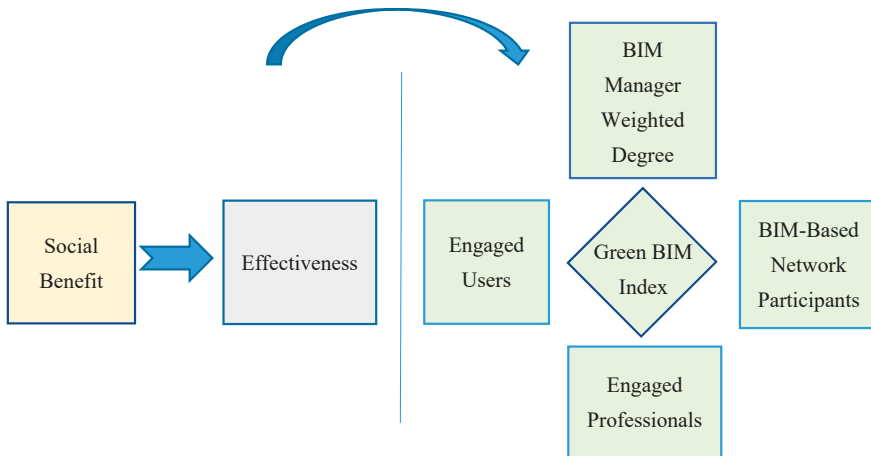 Social
Benefit
Effectiveness
BIM
Manager
Weighted
Degree
Engaged
Users
Green BIM
Index
BIM-Based
Network
Participants
Engaged
Professionals